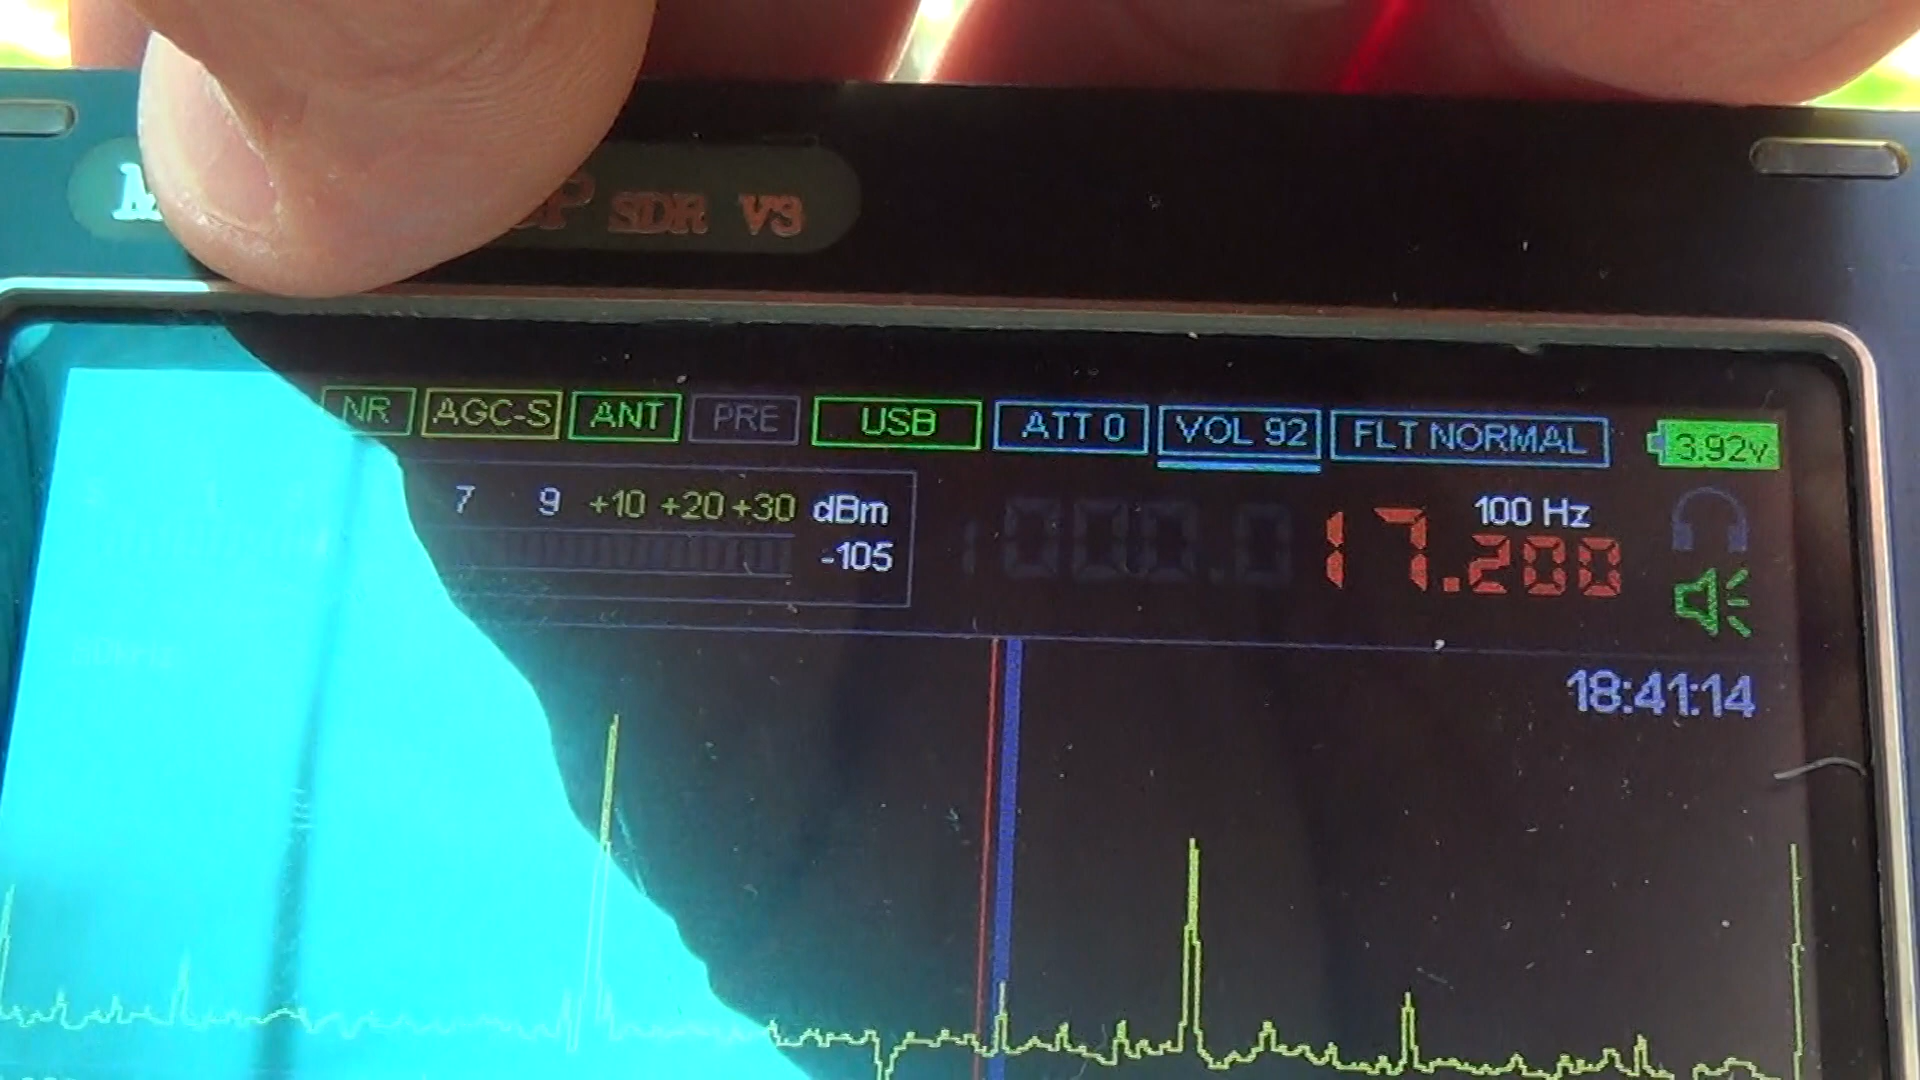 SDR V3
NR AGC-S ANT PRE USB ATT 0 VOL 92 FLT NORMAL 3.92v
7 9 +10 +20 +30 dBm
-105
100 Hz
17.200
18:41:14